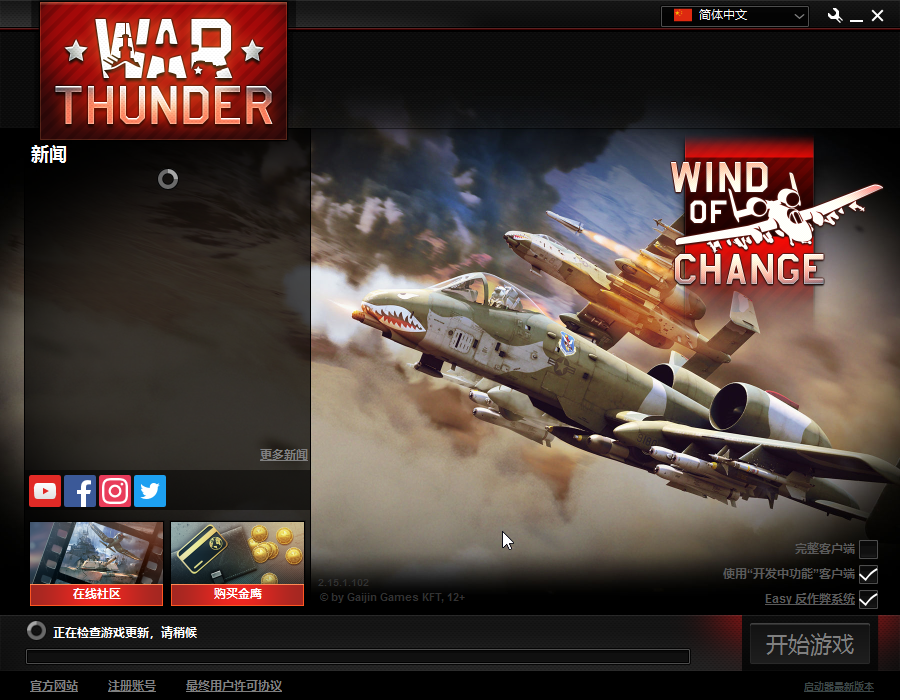 简体中文
WAR
THUNDER
新闻
WIND
OF
CHANGE
更多新闻
完整客户端
使用“开发中功能”客户端
Easy 反作弊系统
2.15.1.102
© by Gaijin Games KFT, 12+
在线社区
购买金鹰
正在检查游戏更新，请稍候
开始游戏
官方网站
注册账号
最终用户许可协议
启动器最新版本